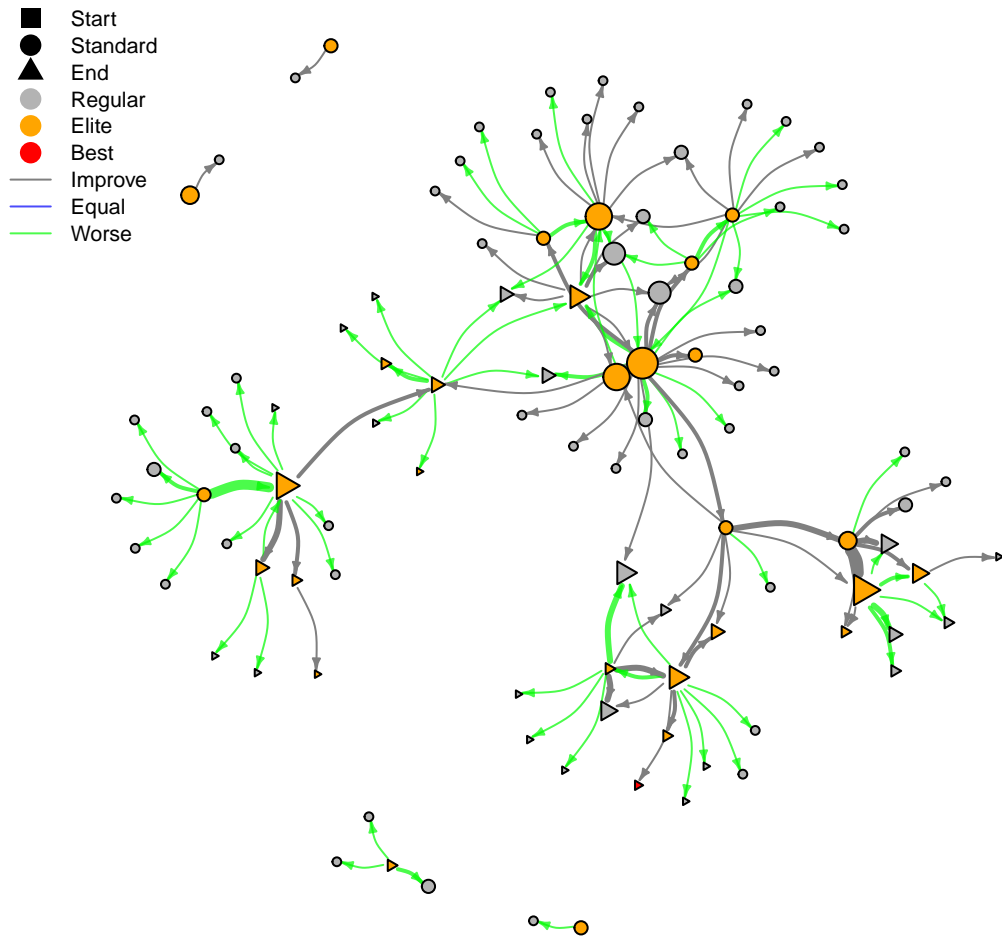 Start
Standard
End
Regular
Elite
Best
Improve
Equal
Worse